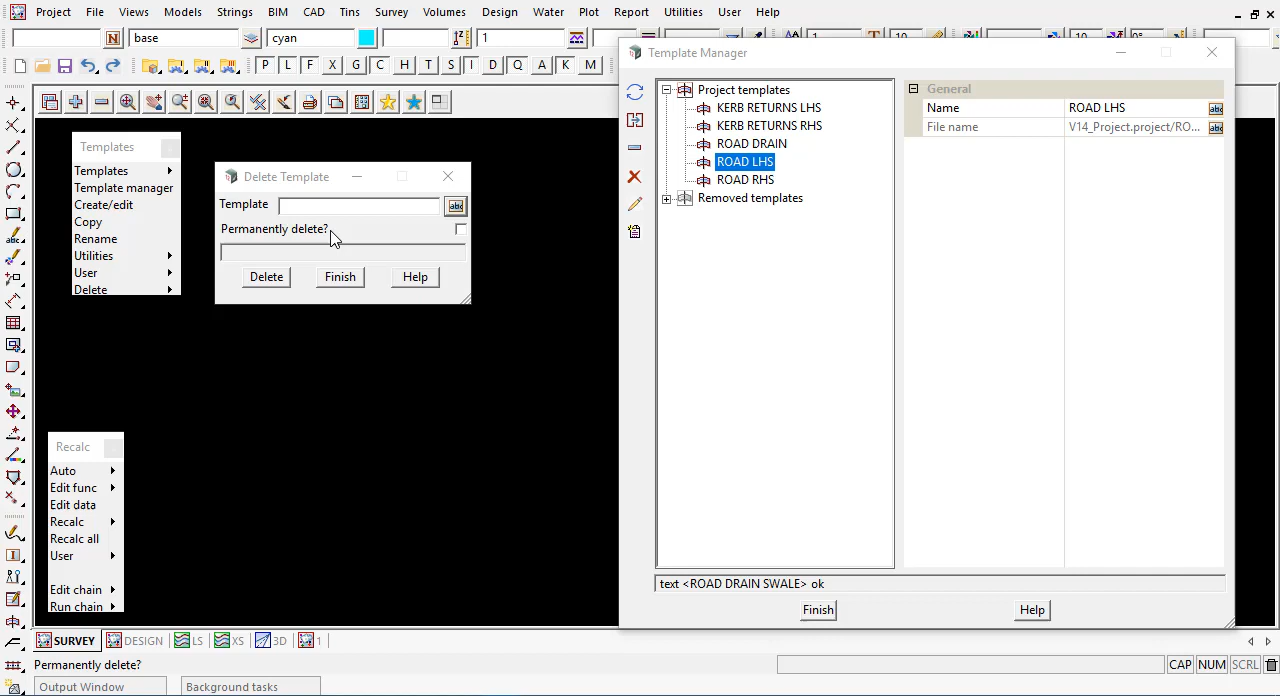 Project File Views Models Strings BIM CAD Tins Survey Volumes Design Water Plot Report Utilities User Help
N base cyan 1
P L F X G C H T S I D Q A K M
Template Manager
Project templates
KERB RETURNS LHS
KERB RETURNS RHS
ROAD DRAIN
ROAD LHS
ROAD RHS
Removed templates
General
Name ROAD LHS abc
File name V14_Project.project/RO... abc
text <ROAD DRAIN SWALE> ok
Finish Help
Templates
Templates
Template manager
Create/edit
Copy
Rename
Utilities
User
Delete
Delete Template
Template abc
Permanently delete?
Delete Finish Help
Recalc
Auto
Edit func
Edit data
Recalc
Recalc all
User
Edit chain
Run chain
SURVEY DESIGN LS XS 3D 1
Permanently delete? CAP NUM SCRL
Output Window Background tasks